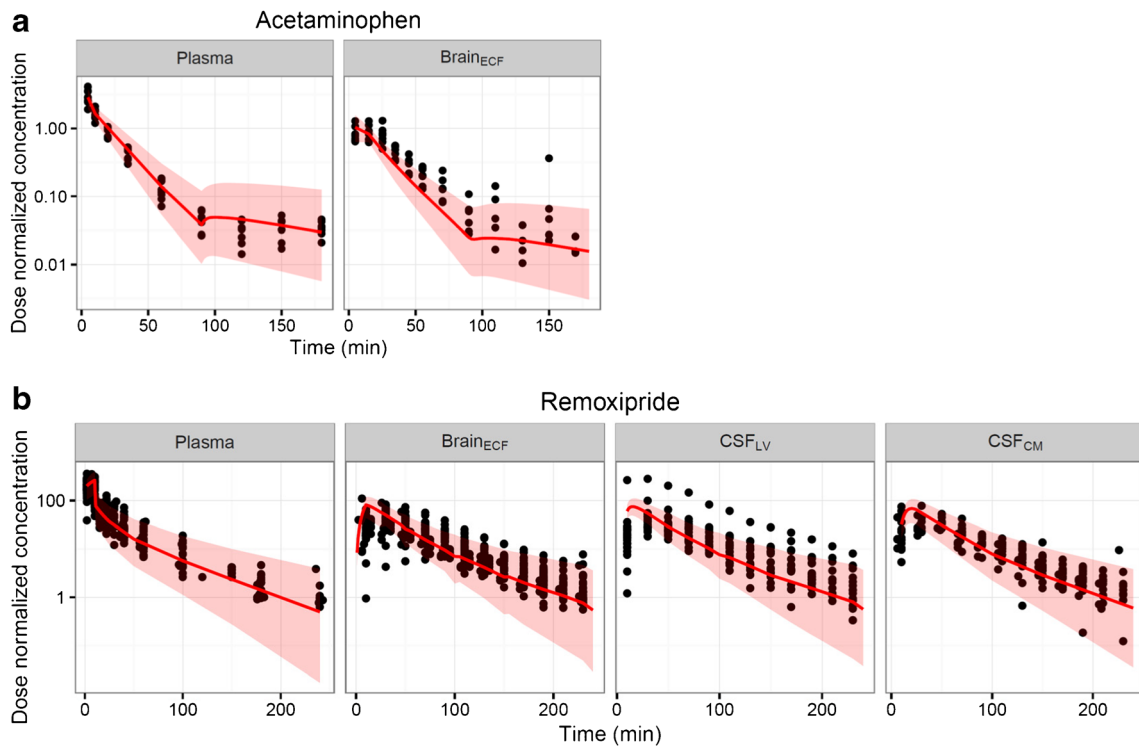 a
Acetaminophen
Plasma BrainECF
Dose normalized concentration
1.00
0.10
0.01
0 50 100 150 0 50 100 150
Time (min)
b
Remoxipride
Plasma BrainECF CSFLV CSFCM
Dose normalized concentration
100
1
0 100 200 0 100 200 0 100 200 0 100 200
Time (min)